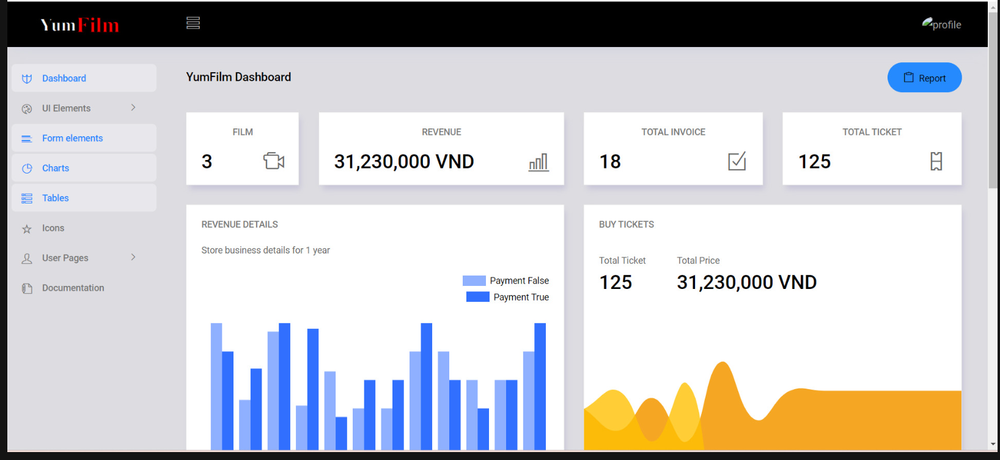 YumFilm
profile
Dashboard
UI Elements
Form elements
Charts
Tables
Icons
User Pages
Documentation
YumFilm Dashboard
Report
FILM
3
REVENUE
31,230,000 VND
TOTAL INVOICE
18
TOTAL TICKET
125
REVENUE DETAILS
Store business details for 1 year
Payment False
Payment True
BUY TICKETS
Total Ticket
125
Total Price
31,230,000 VND